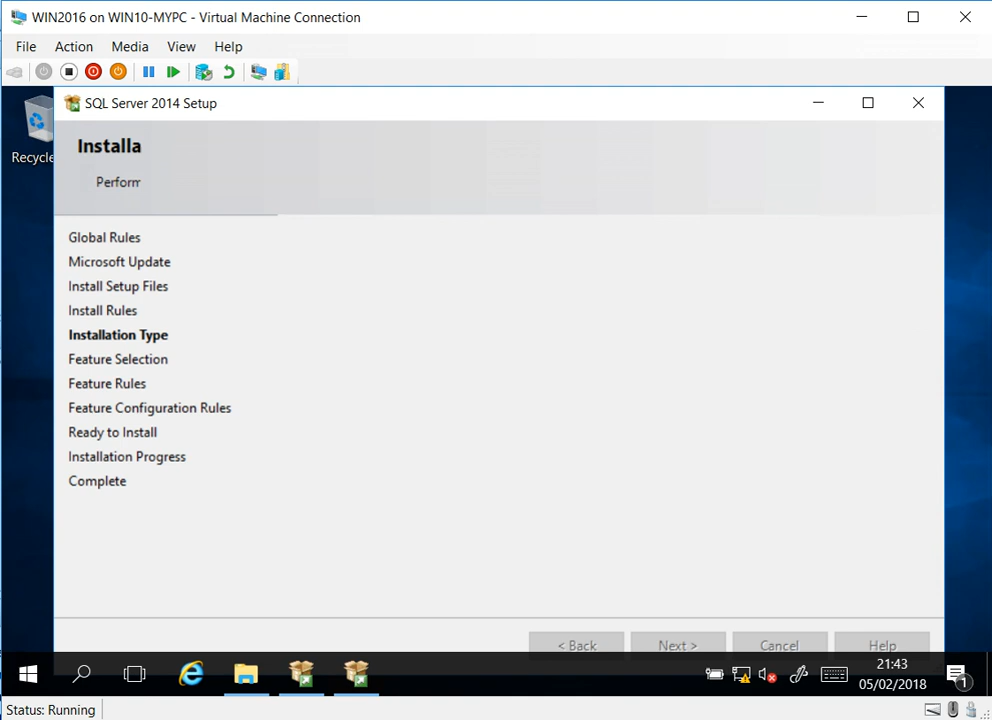 WIN2016 on WIN10-MYPC - Virtual Machine Connection
File Action Media View Help
SQL Server 2014 Setup
Recycle
Installa
Perform
Global Rules
Microsoft Update
Install Setup Files
Install Rules
Installation Type
Feature Selection
Feature Rules
Feature Configuration Rules
Ready to Install
Installation Progress
Complete
< Back Next > Cancel Help
21:43
05/02/2018
1
Status: Running